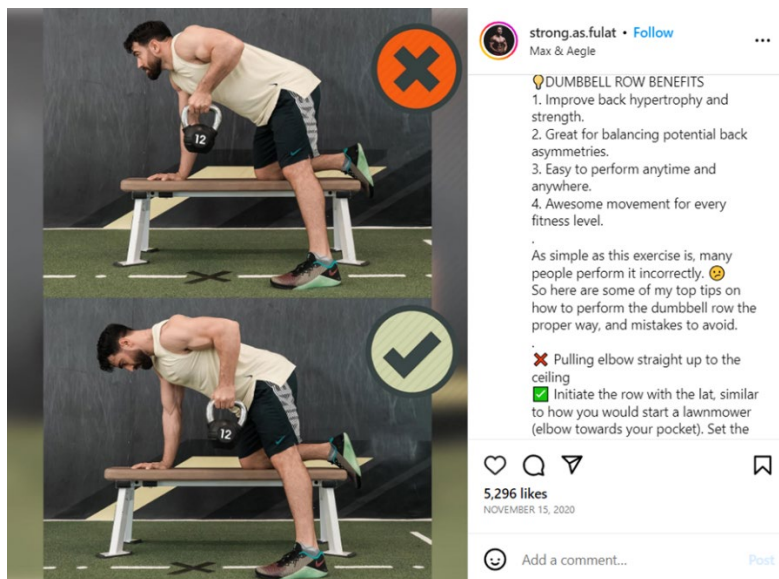 12
12
strong.as.fulat • Follow
Max & Aegle
💡DUMBBELL ROW BENEFITS
1. Improve back hypertrophy and
strength.
2. Great for balancing potential back
asymmetries.
3. Easy to perform anytime and
anywhere.
4. Awesome movement for every
fitness level.
.
As simple as this exercise is, many
people perform it incorrectly. 😕
So here are some of my top tips on
how to perform the dumbbell row the
proper way, and mistakes to avoid.
.
❌ Pulling elbow straight up to the
ceiling
✅ Initiate the row with the lat, similar
to how you would start a lawnmower
(elbow towards your pocket). Set the
5,296 likes
NOVEMBER 15, 2020
Add a comment...
Post